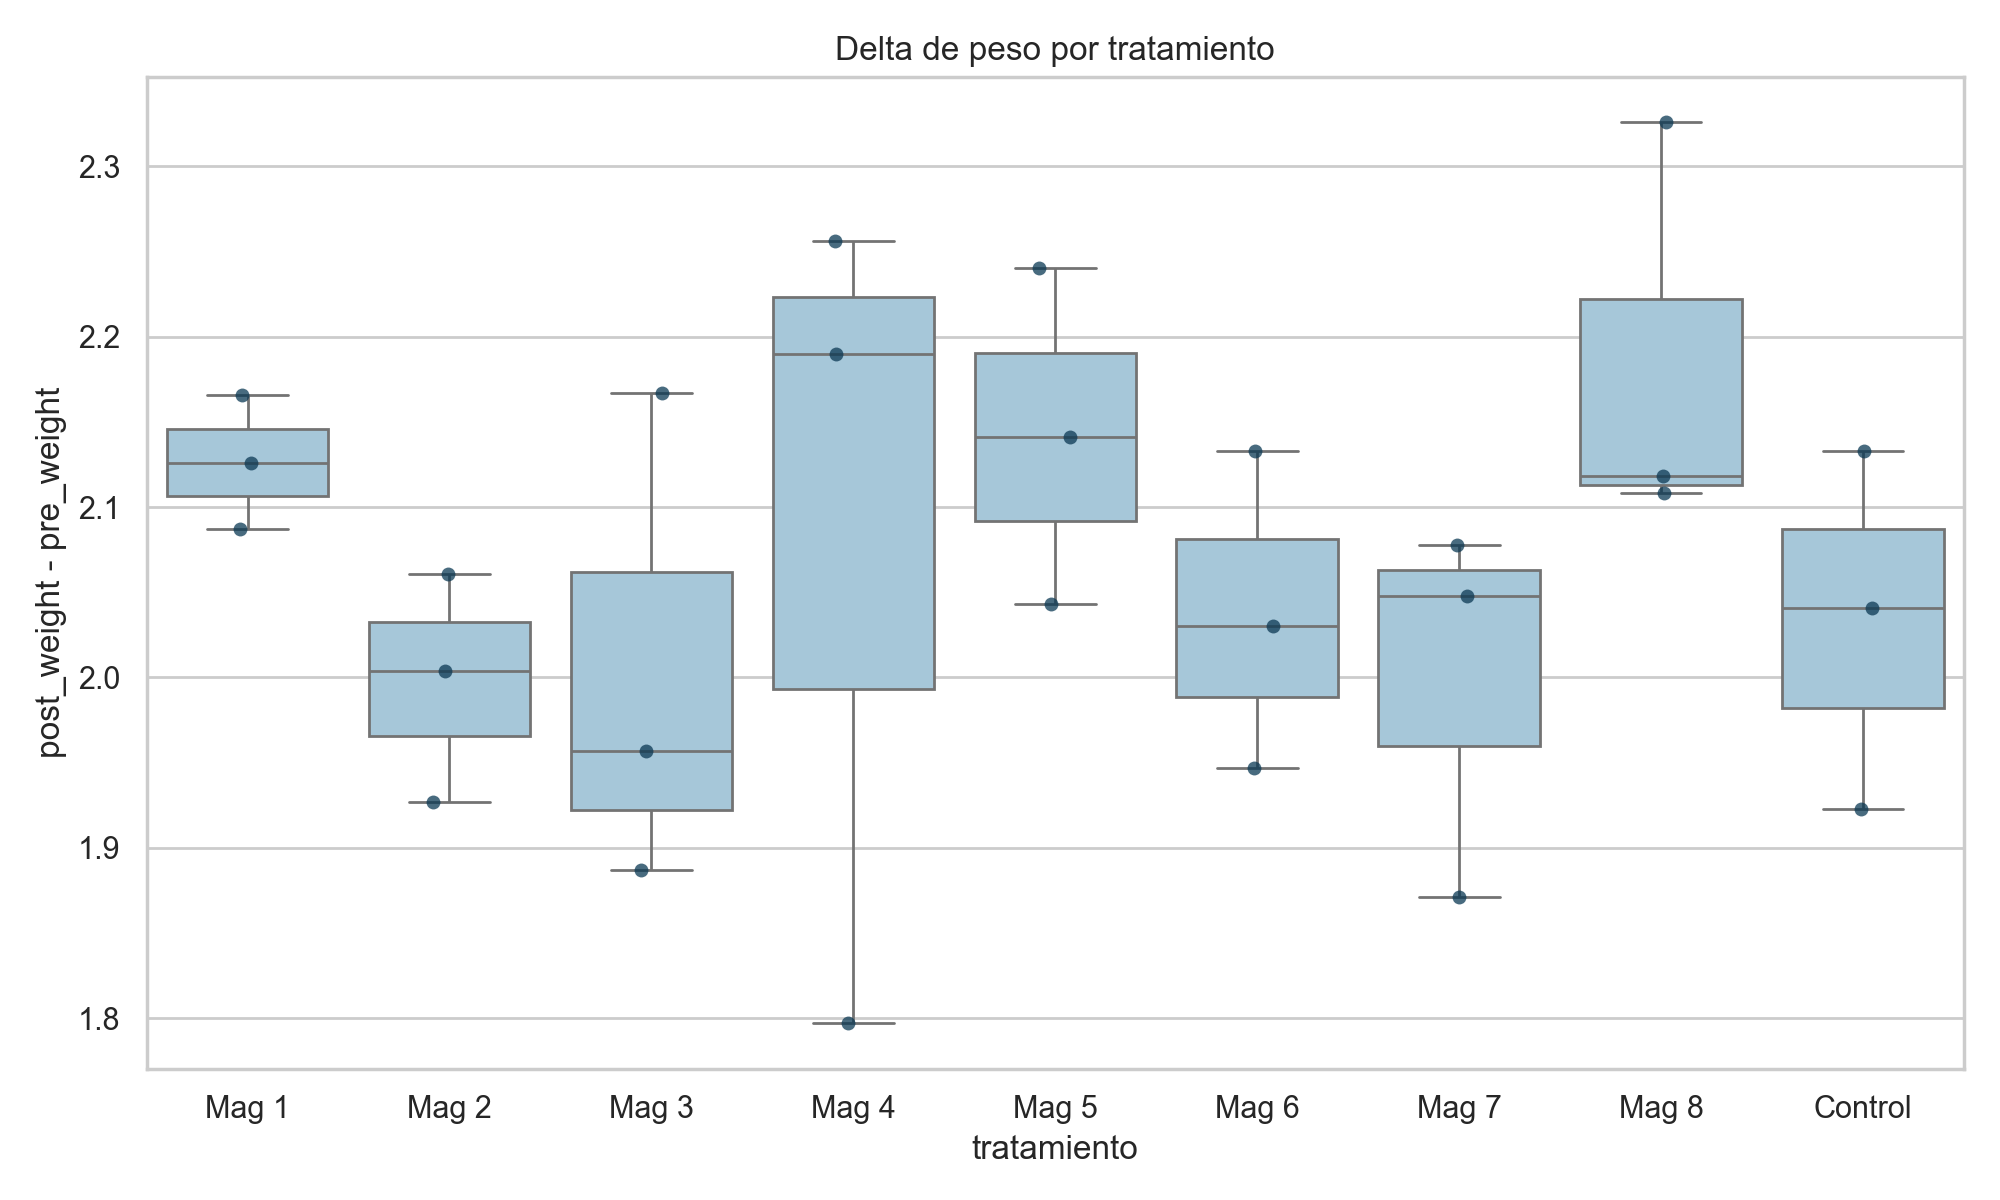 Delta de peso por tratamiento
post_weight - pre_weight
2.3
2.2
2.1
2.0
1.9
1.8
Mag 1 Mag 2 Mag 3 Mag 4 Mag 5 Mag 6 Mag 7 Mag 8 Control
tratamiento